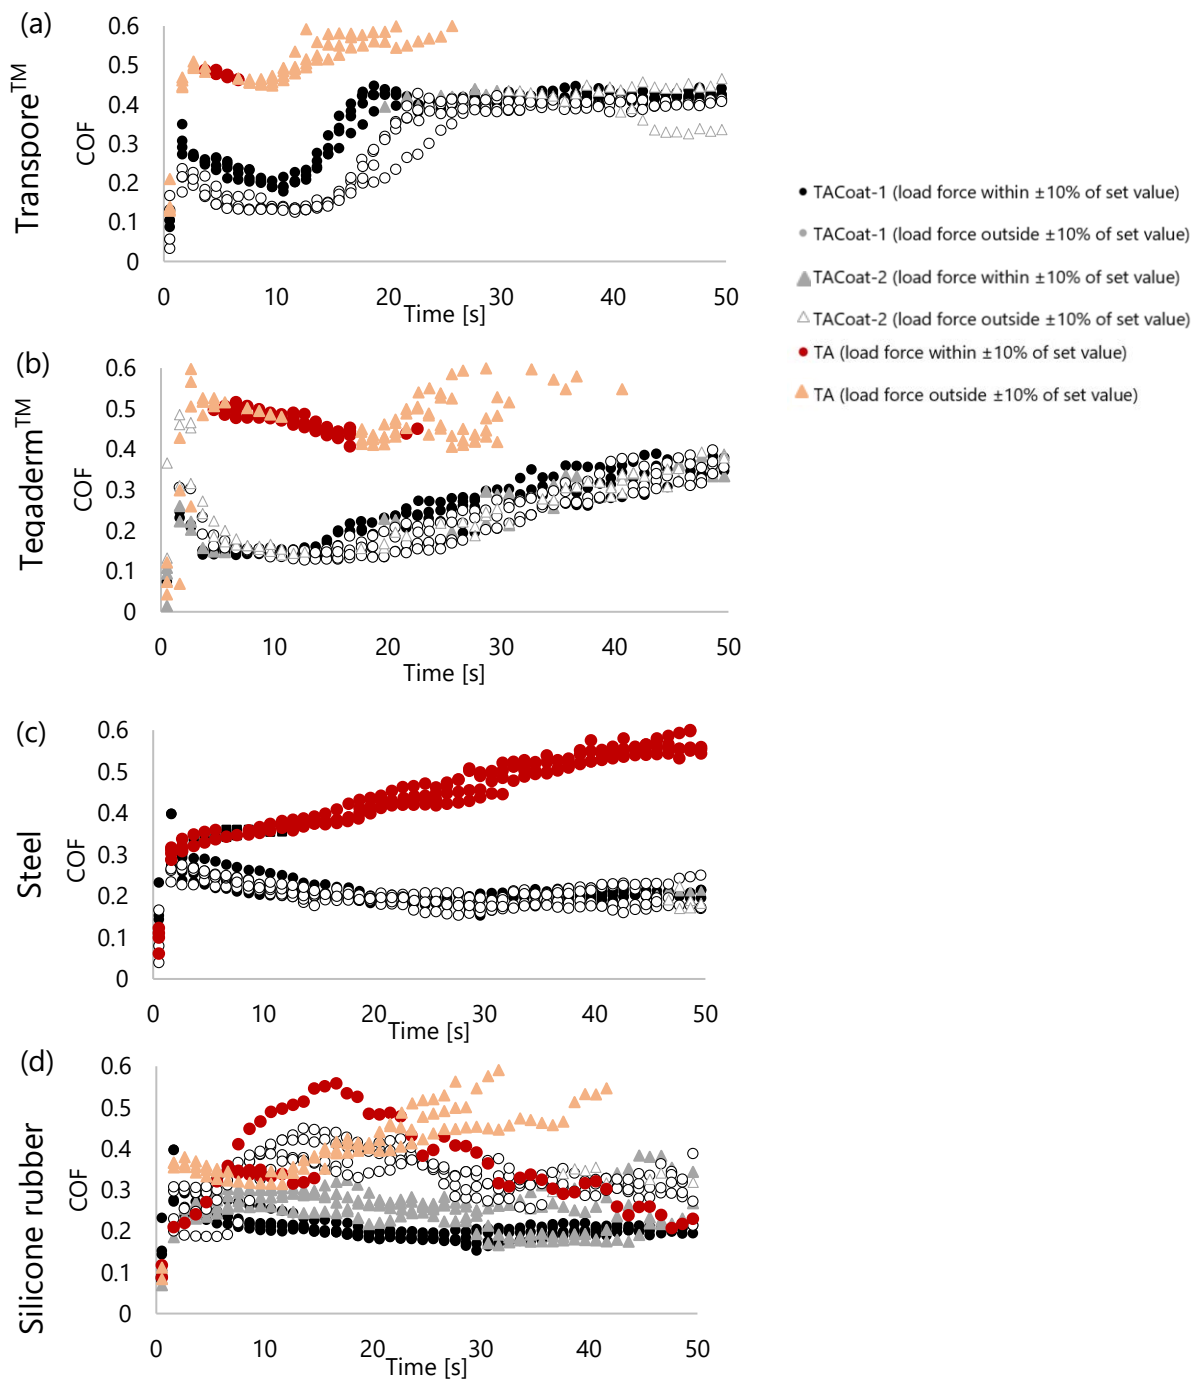 (a)
Transpore™
COF
0.6
0.5
0.4
0.3
0.2
0.1
0
0 10 20 30 40 50
Time [s]
TACoat-1 (load force within ±10% of set value)
TACoat-1 (load force outside ±10% of set value)
TACoat-2 (load force within ±10% of set value)
TACoat-2 (load force outside ±10% of set value)
TA (load force within ±10% of set value)
TA (load force outside ±10% of set value)
(b)
Tegaderm™
COF
0.6
0.5
0.4
0.3
0.2
0.1
0
0 10 20 30 40 50
Time [s]
(c)
Steel
COF
0.6
0.5
0.4
0.3
0.2
0.1
0
0 10 20 30 40 50
Time [s]
(d)
Silicone rubber
COF
0.6
0.5
0.4
0.3
0.2
0.1
0
0 10 20 30 40 50
Time [s]